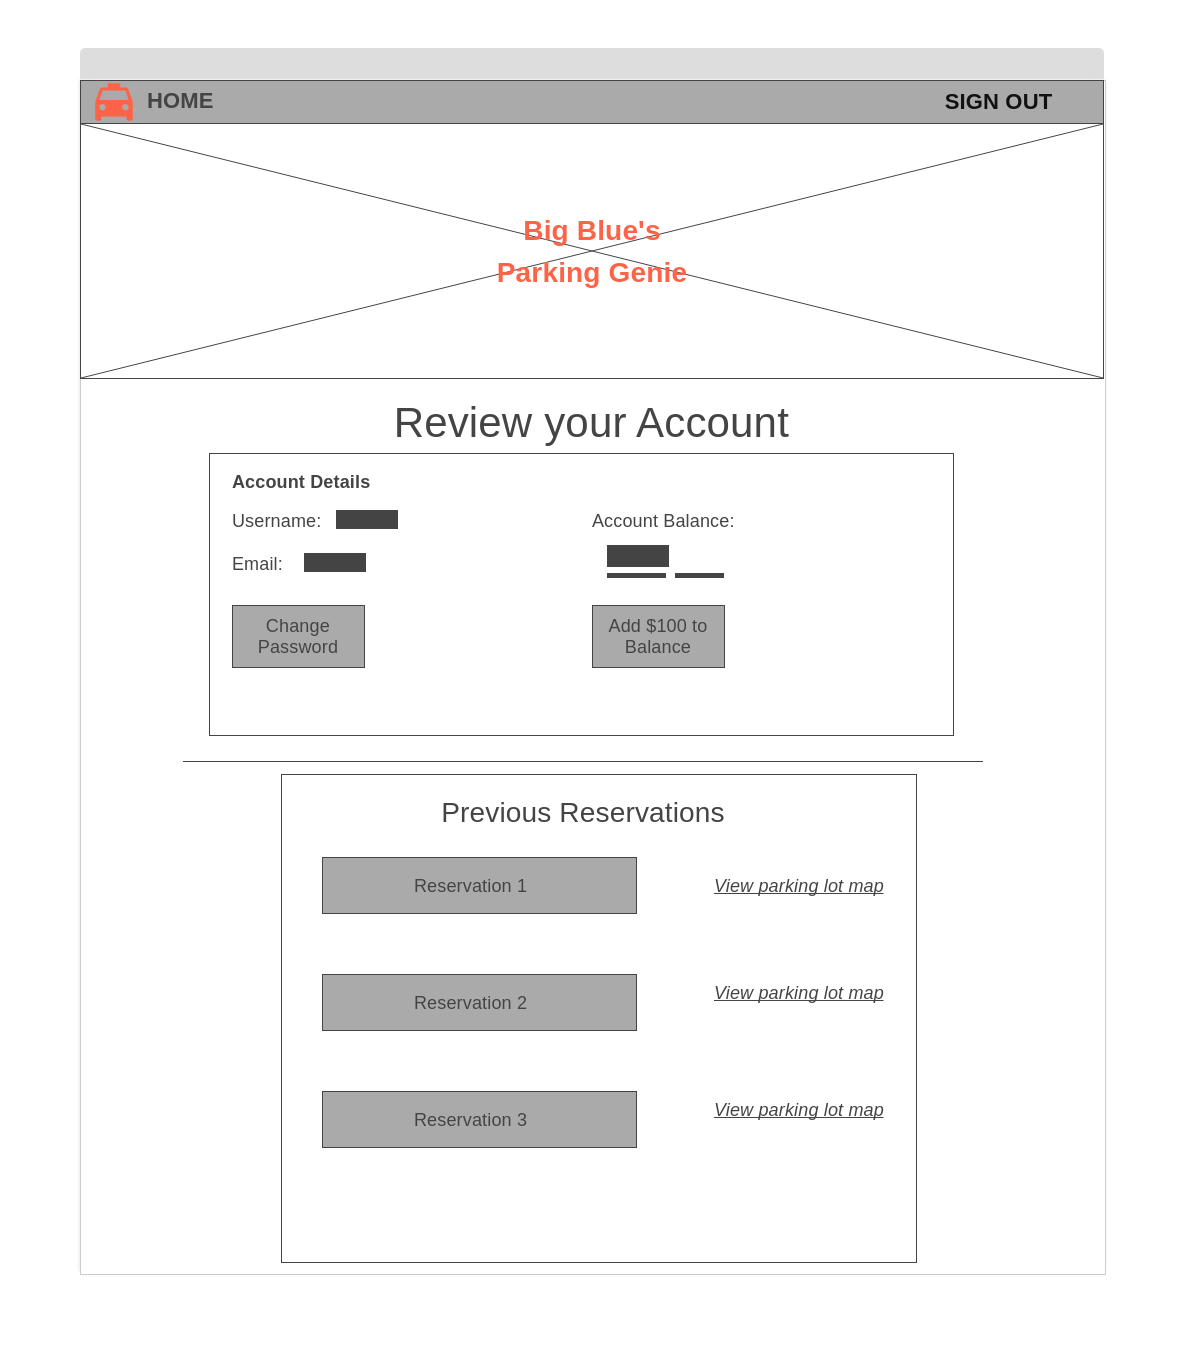 HOME
SIGN OUT
Big Blue's
Parking Genie
Review your Account
Account Details
Username:
Account Balance:
Email:
Change
Password
Add $100 to
Balance
Previous Reservations
Reservation 1
View parking lot map
Reservation 2
View parking lot map
Reservation 3
View parking lot map